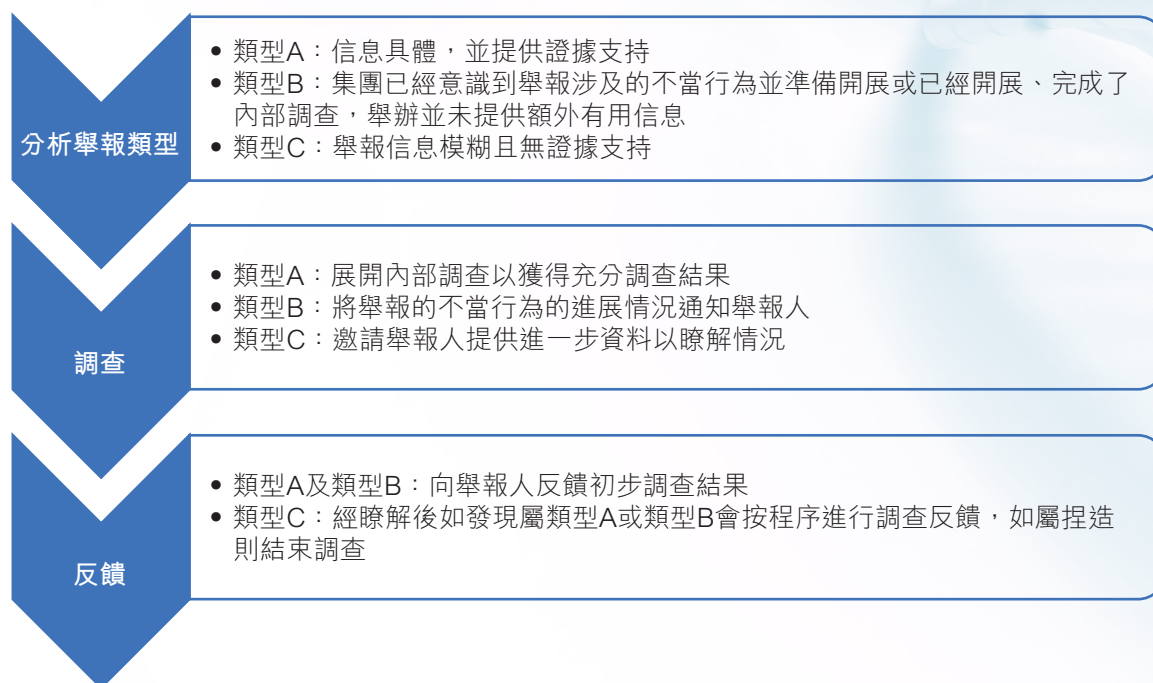 分析舉報類型
• 類型A：信息具體，並提供證據支持
• 類型B：集團已經意識到舉報涉及的不當行為並準備開展或已經開展、完成了
內部調查，舉辦並未提供額外有用信息
• 類型C：舉報信息模糊且無證據支持
調查
• 類型A：展開內部調查以獲得充分調查結果
• 類型B：將舉報的不當行為的進展情況通知舉報人
• 類型C：邀請舉報人提供進一步資料以瞭解情況
反饋
• 類型A及類型B：向舉報人反饋初步調查結果
• 類型C：經瞭解後如發現屬類型A或類型B會按程序進行調查反饋，如屬捏造
則結束調查